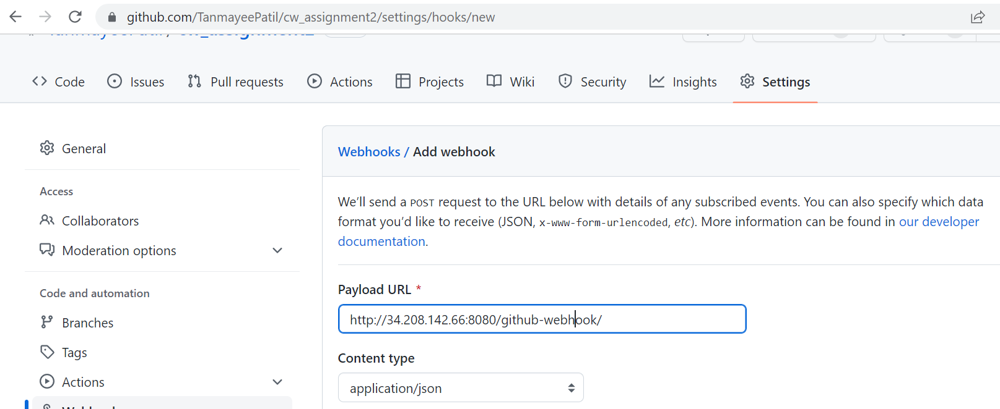 github.com/TanmayeePatil/cw_assignment2/settings/hooks/new
Code Issues Pull requests Actions Projects Wiki Security Insights Settings
General
Access
Collaborators
Moderation options
Code and automation
Branches
Tags
Actions
Webhooks / Add webhook
We'll send a POST request to the URL below with details of any subscribed events. You can also specify which data
format you'd like to receive (JSON, x-www-form-urlencoded, etc). More information can be found in our developer
documentation.
Payload URL *
http://34.208.142.66:8080/github-webhook/
Content type
application/json